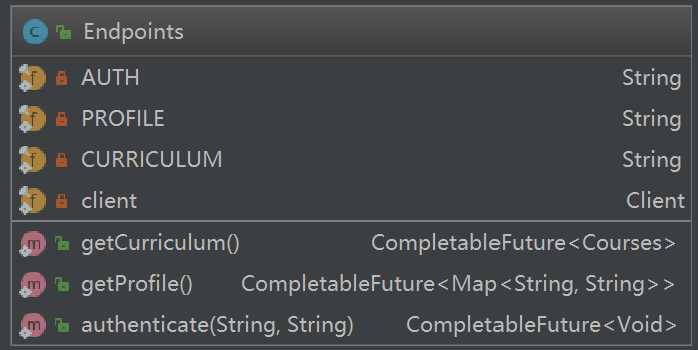 Endpoints
AUTH String
PROFILE String
CURRICULUM String
client Client
getCurriculum() CompletableFuture<Courses>
getProfile() CompletableFuture<Map<String, String>>
authenticate(String, String) CompletableFuture<Void>